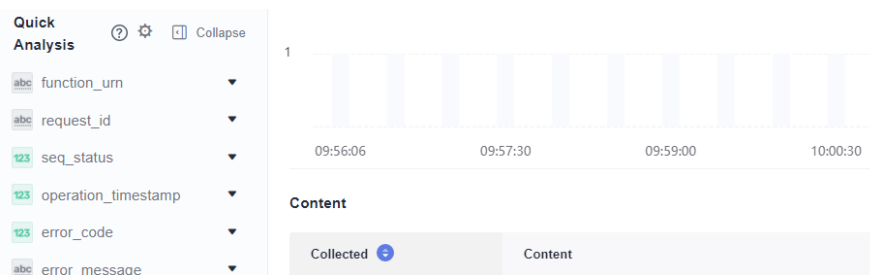 Quick
Analysis
Collapse
abc function_urn
abc request_id
123 seq_status
123 operation_timestamp
123 error_code
abc error_message
1
09:56:06 09:57:30 09:59:00 10:00:30
Content
Collected Content